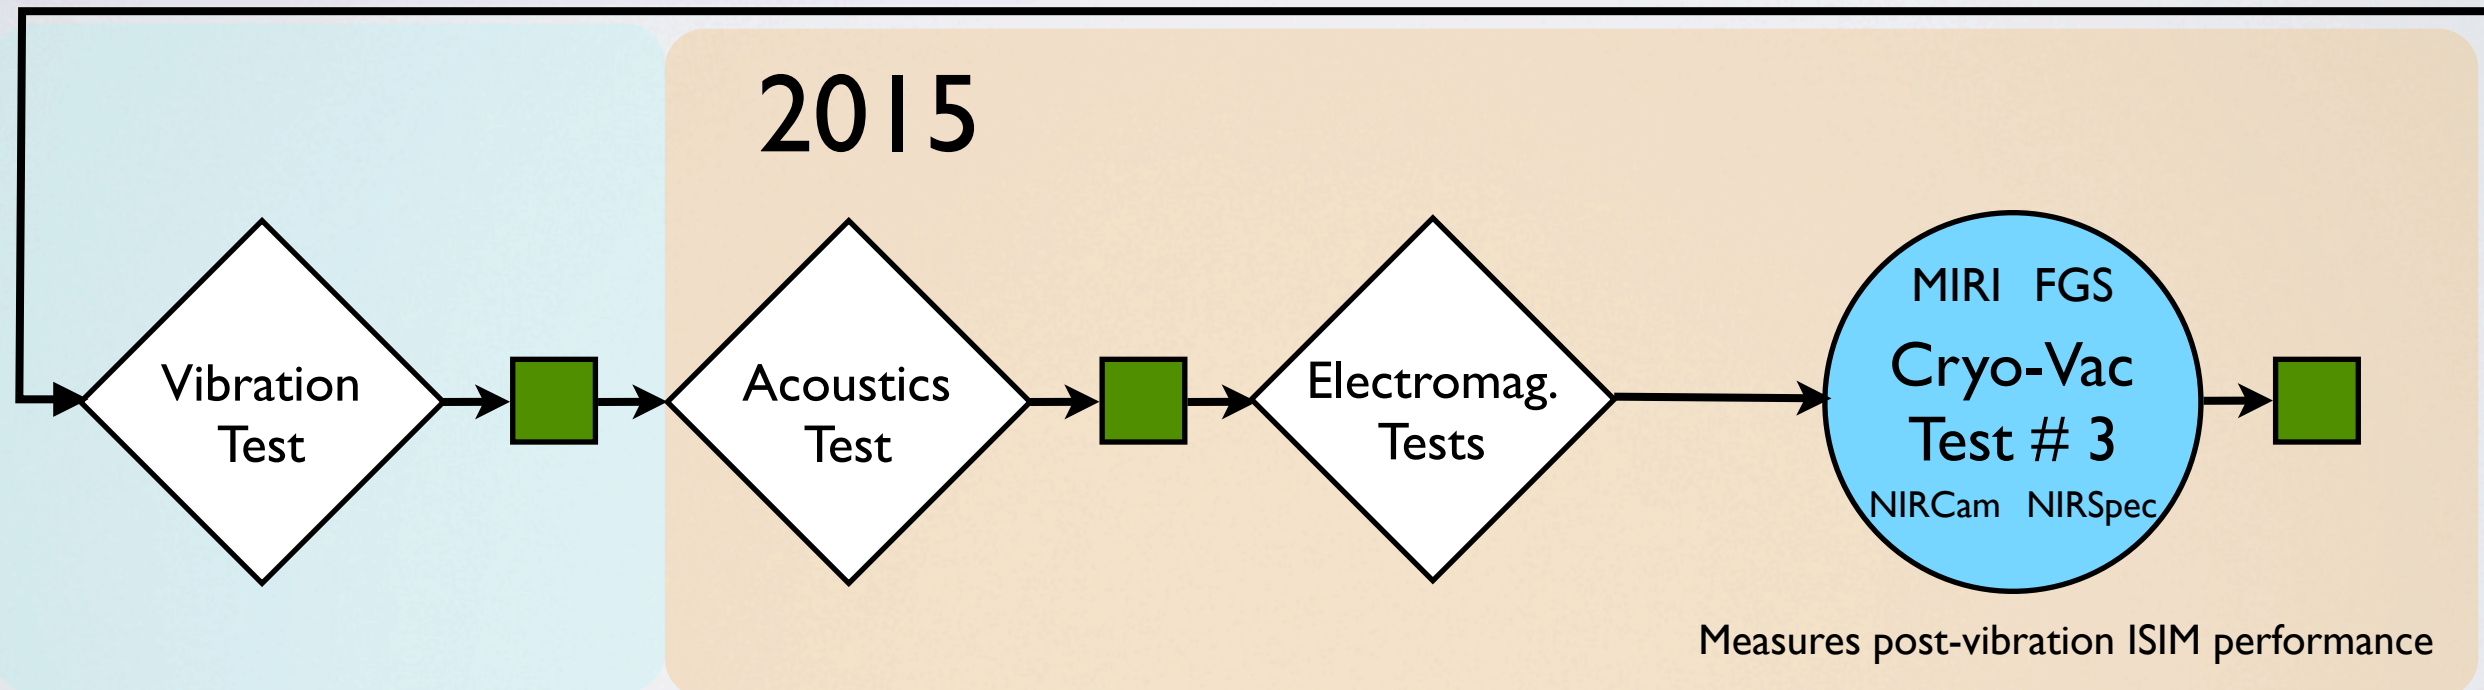 2015
Vibration
Test
Acoustics
Test
Electromag.
Tests
MIRI FGS
Cryo-Vac
Test # 3
NIRCam NIRSpec
Measures post-vibration ISIM performance